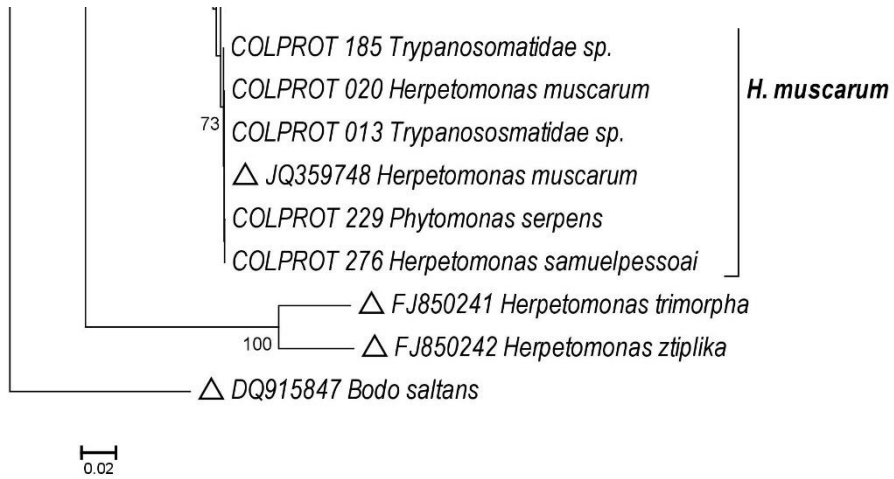 COLPROT 185 Trypanosomatidae sp.
COLPROT 020 Herpetomonas muscarum
H. muscarum
73
COLPROT 013 Trypanososmatidae sp.
JQ359748 Herpetomonas muscarum
COLPROT 229 Phytomonas serpens
COLPROT 276 Herpetomonas samuelpessoai
FJ850241 Herpetomonas trimorpha
100
FJ850242 Herpetomonas ztiplika
DQ915847 Bodo saltans
0.02